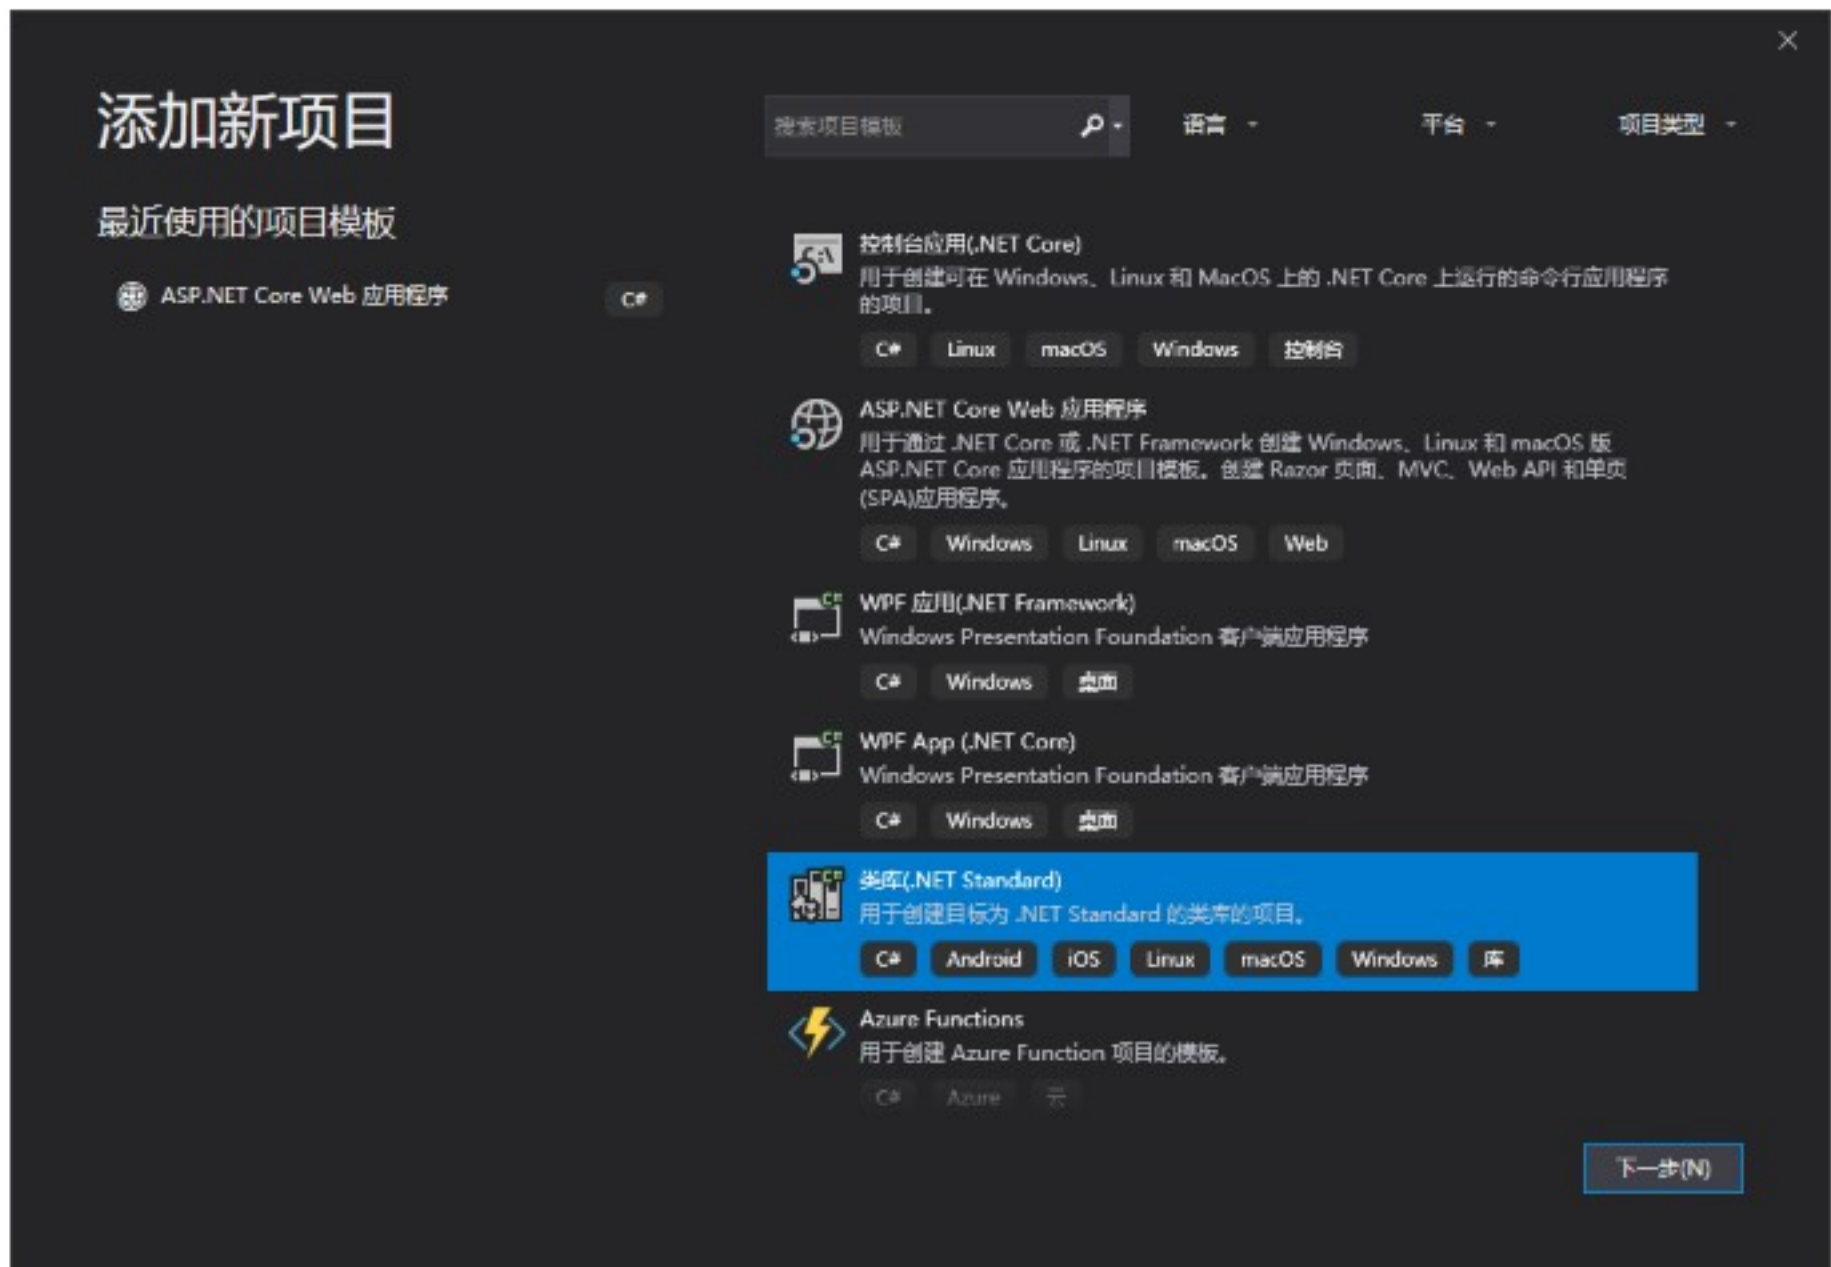 添加新项目
搜索项目模板
语言
平台
项目类型
最近使用的项目模板
ASP.NET Core Web 应用程序
C#
控制台应用(.NET Core)
用于创建可在 Windows、Linux 和 MacOS 上的 .NET Core 上运行的命令行应用程序
的项目。
C# Linux macOS Windows 控制台
ASP.NET Core Web 应用程序
用于通过 .NET Core 或 .NET Framework 创建 Windows、Linux 和 macOS 版
ASP.NET Core 应用程序的项目模板。创建 Razor 页面、MVC、Web API 和单页
(SPA)应用程序。
C# Windows Linux macOS Web
WPF 应用(.NET Framework)
Windows Presentation Foundation 客户端应用程序
C# Windows 桌面
WPF App (.NET Core)
Windows Presentation Foundation 客户端应用程序
C# Windows 桌面
类库(.NET Standard)
用于创建目标为 .NET Standard 的类库的项目。
C# Android iOS Linux macOS Windows 库
Azure Functions
用于创建 Azure Function 项目的模板。
C# Azure 云
下一步(N)